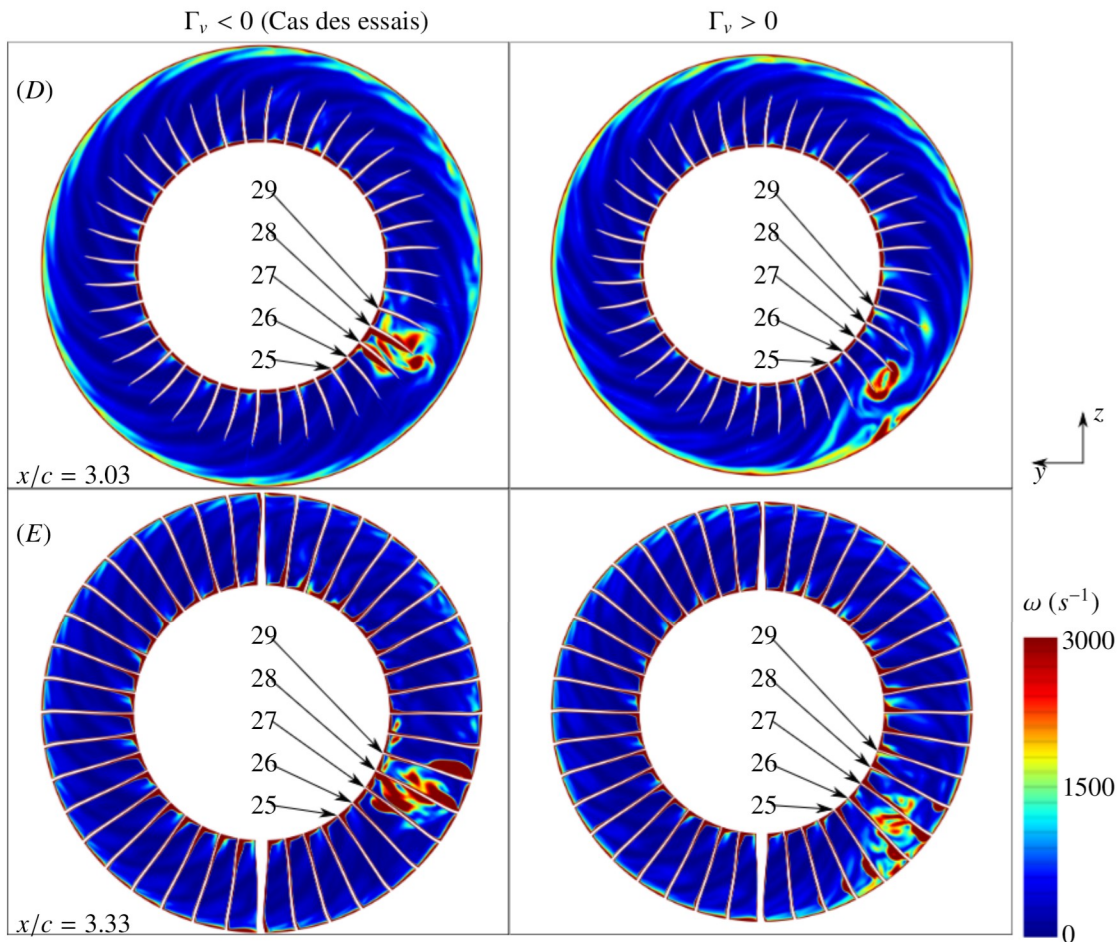 Γᵥ < 0 (Cas des essais)
Γᵥ > 0
(D)
29
28
27
26
25
x/c = 3.03
29
28
27
26
25
z
y
(E)
29
28
27
26
25
x/c = 3.33
29
28
27
26
25
ω (s⁻¹)
3000
1500
0